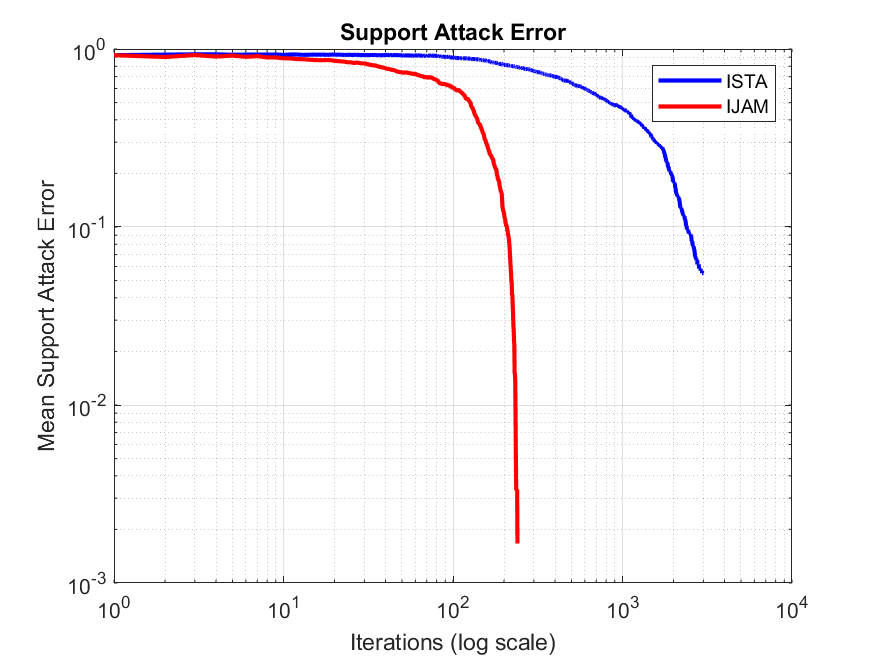 Support Attack Error
10^0
10^-1
10^-2
10^-3
Mean Support Attack Error
ISTA
IJAM
10^0 10^1 10^2 10^3 10^4
Iterations (log scale)